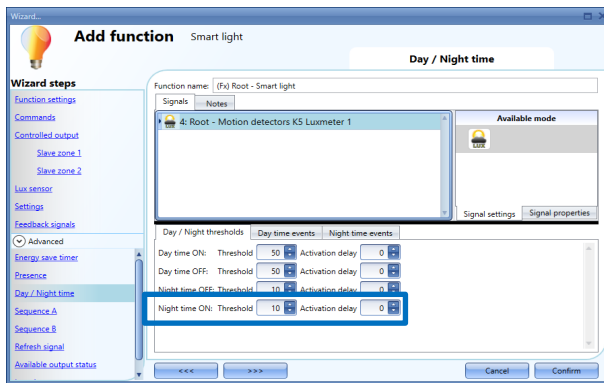 Wizard...
Add function Smart light
Day / Night time
Wizard steps
Function settings
Commands
Controlled output
Slave zone 1
Slave zone 2
Lux sensor
Settings
Feedback signals
Advanced
Energy save timer
Presence
Day / Night time
Sequence A
Sequence B
Refresh signal
Available output status
Function name: (Fx) Root - Smart light
Signals Notes
LUX 4: Root - Motion detectors K5 Luxmeter 1
Available mode
LUX
Signal settings Signal properties
Day / Night thresholds Day time events Night time events
Day time ON: Threshold 50 Activation delay 0
Day time OFF: Threshold 50 Activation delay 0
Night time OFF: Threshold 10 Activation delay 0
Night time ON: Threshold 10 Activation delay 0
<<< >>> Cancel Confirm